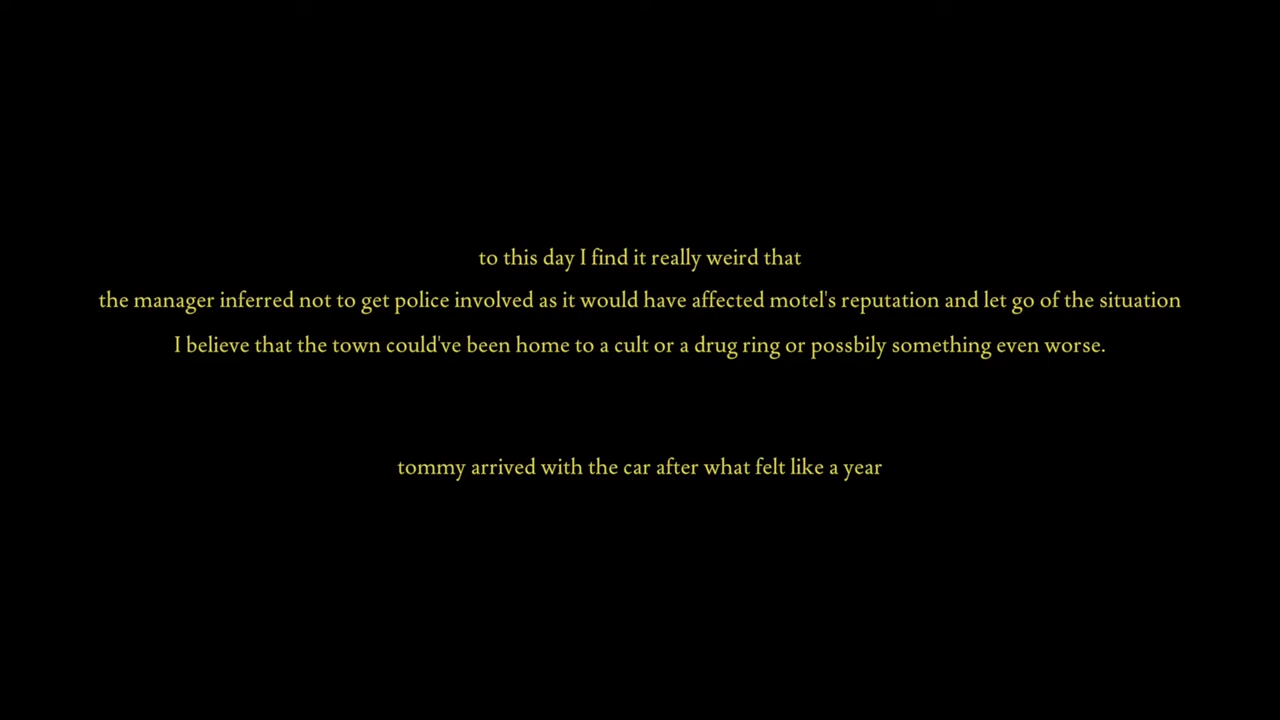 to this day I find it really weird that
the manager inferred not to get police involved as it would have affected motel's reputation and let go of the situation
I believe that the town could've been home to a cult or a drug ring or possbily something even worse.
tommy arrived with the car after what felt like a year